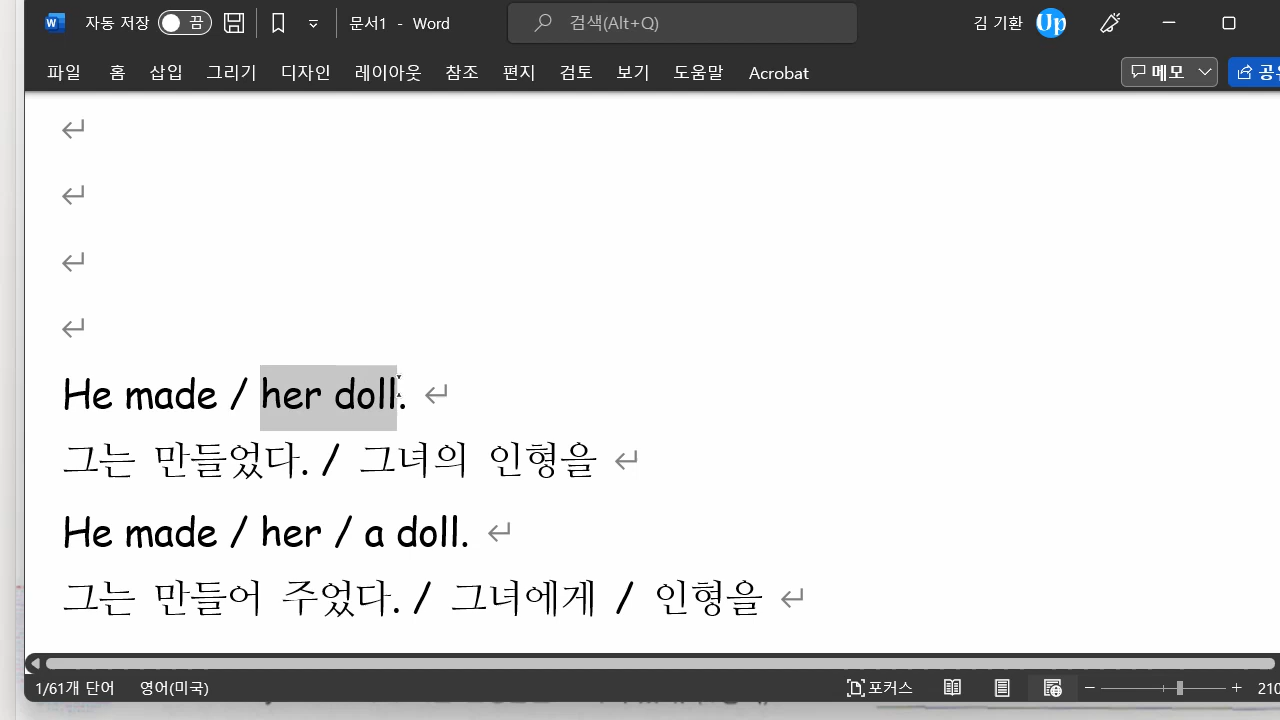 자동 저장 끔 문서1 - Word 검색(Alt+Q) 김 기환 Up
파일 홈 삽입 그리기 디자인 레이아웃 참조 편지 검토 보기 도움말 Acrobat 메모
He made / her doll.
그는 만들었다. / 그녀의 인형을
He made / her / a doll.
그는 만들어 주었다. / 그녀에게 / 인형을
1/61개 단어 영어(미국) 포커스 210